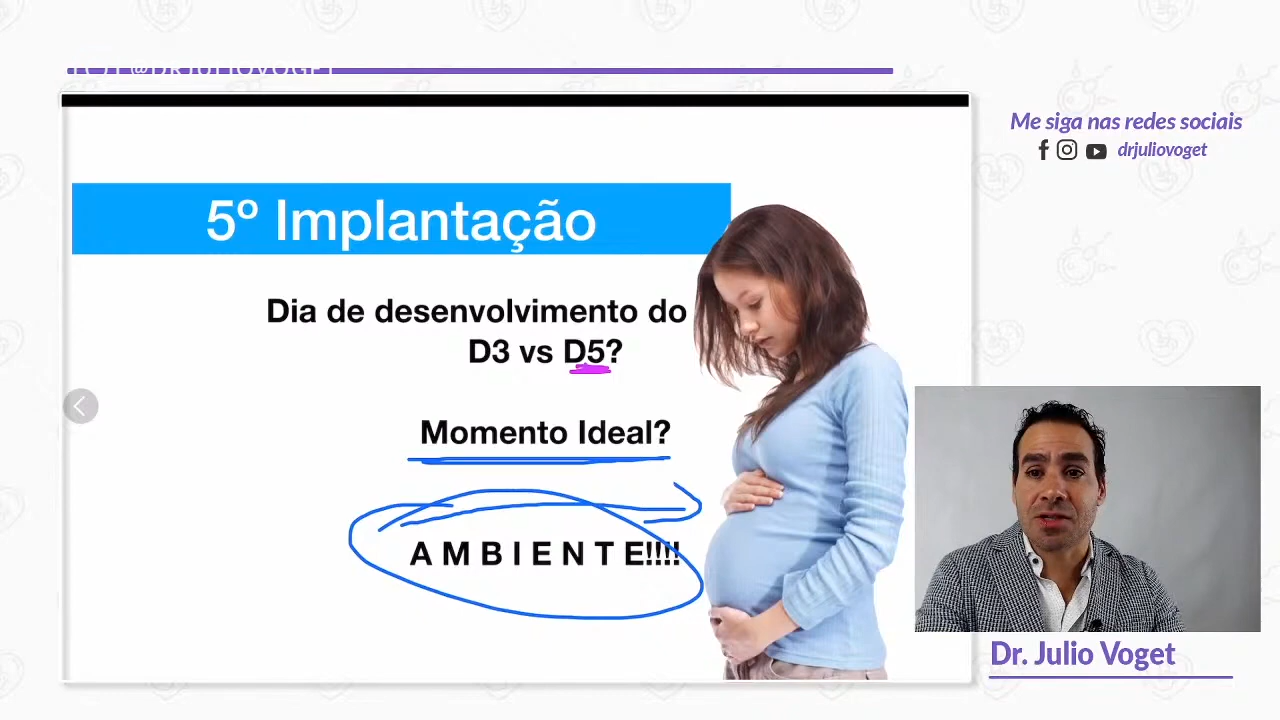 @DRJULIOVOGET
Me siga nas redes sociais
drjuliovoget
5º Implantação
Dia de desenvolvimento do
D3 vs D5?
Momento Ideal?
A M B I E N T E!!!!
Dr. Julio Voget